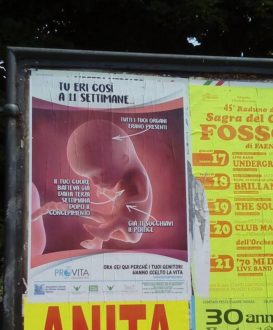 TU ERI COSÌ
A 11 SETTIMANE...
TUTTI I TUOI ORGANI
ERANO PRESENTI
IL TUO CUORE
BATTEVA GIÀ
DALLA TERZA
SETTIMANA
DOPO IL
CONCEPIMENTO
GIÀ TI SUCCHIAVI
IL POLLICE
PROVITA
ORA SEI QUI PERCHÉ I TUOI GENITORI
HANNO SCELTO LA VITA
45° Raduno d
Sagra del C
FOSS
DI FAEN
17
UNDERG
18
BRILLA
19
THE SOU
20
CLUB MA
dell'Orches
21
'70 MI D
LIVE BAND
ANITA
30 ann